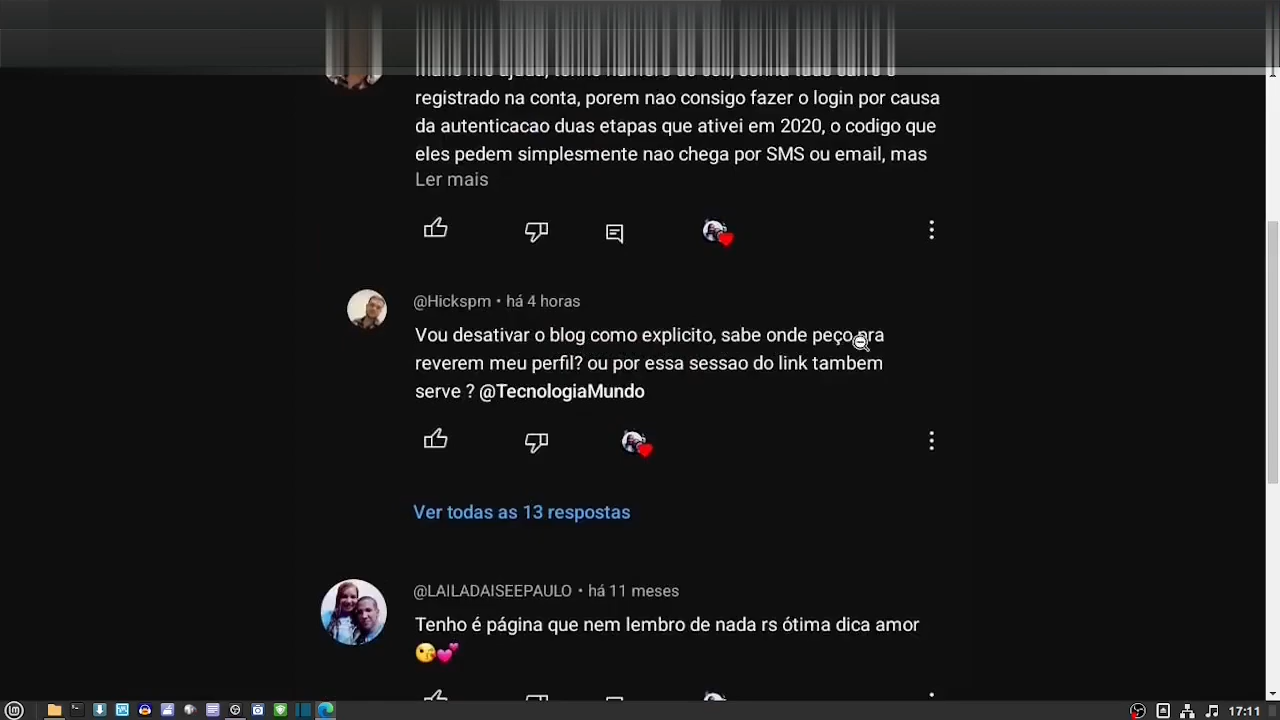 registrado na conta, porem nao consigo fazer o login por causa
da autenticacao duas etapas que ativei em 2020, o codigo que
eles pedem simplesmente nao chega por SMS ou email, mas
Ler mais
@Hickspm • há 4 horas
Vou desativar o blog como explicito, sabe onde peço pra
reverem meu perfil? ou por essa sessao do link tambem
serve ? @TecnologiaMundo
Ver todas as 13 respostas
@LAILADAISEEPAULO • há 11 meses
Tenho é página que nem lembro de nada rs ótima dica amor
😘💕
17:11